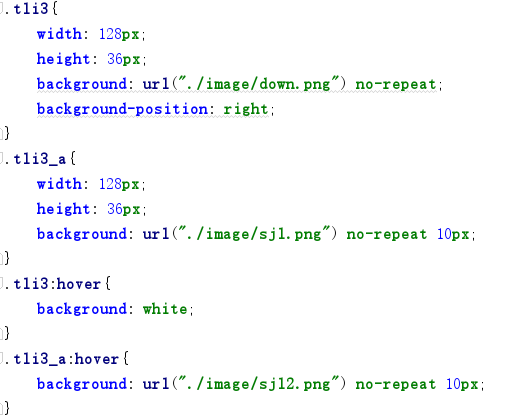 .tli3{
width: 128px;
height: 36px;
background: url("./image/down.png") no-repeat;
background-position: right;
}
.tli3_a{
width: 128px;
height: 36px;
background: url("./image/sjl.png") no-repeat 10px;
}
.tli3:hover{
background: white;
}
.tli3_a:hover{
background: url("./image/sjl2.png") no-repeat 10px;
}